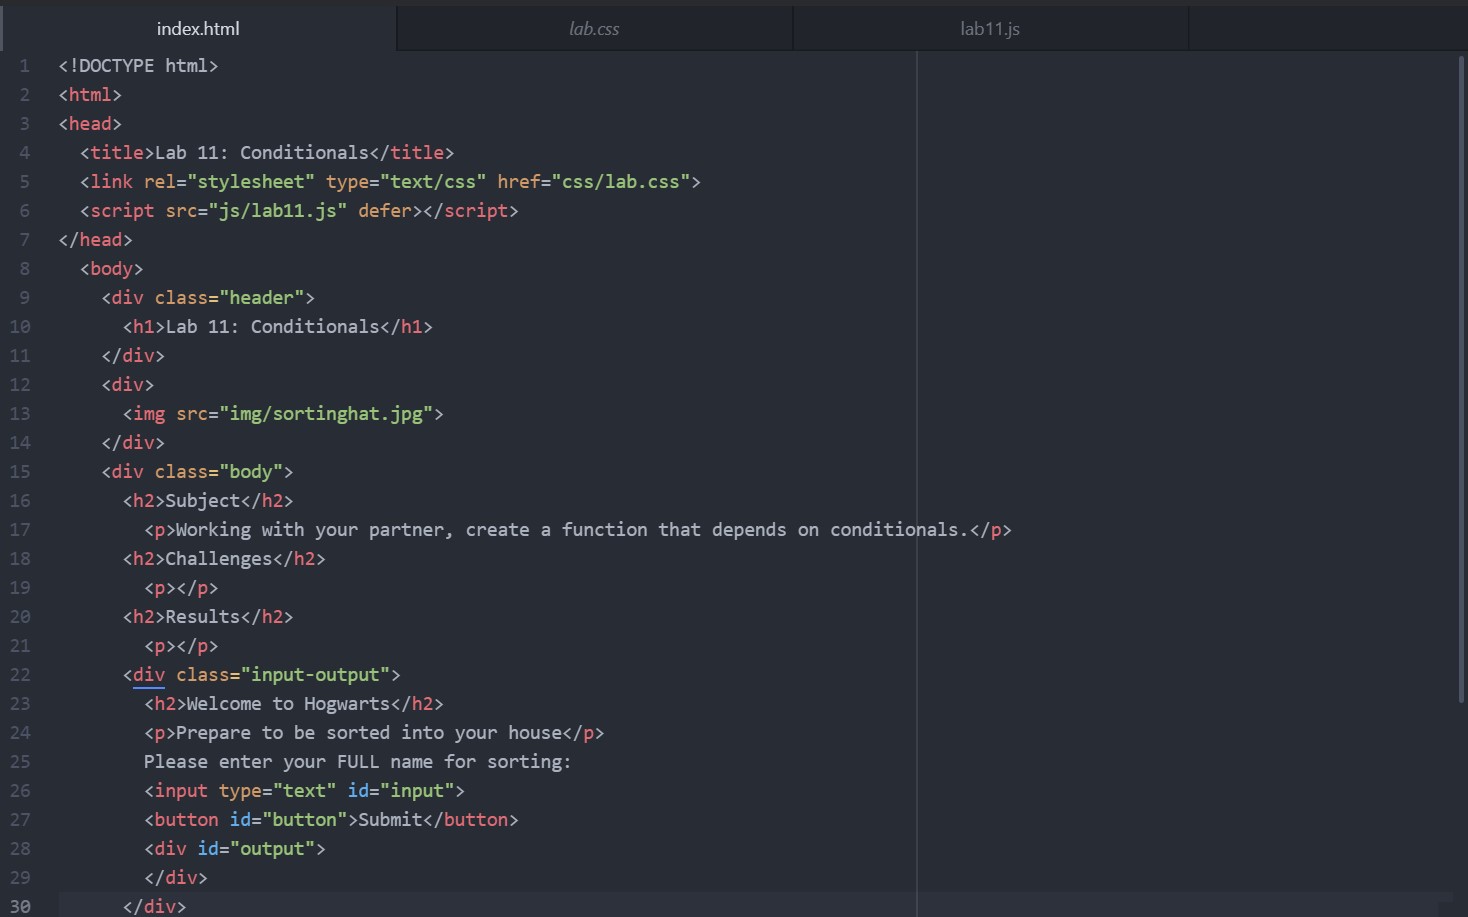 index.html lab.css lab11.js
1 <!DOCTYPE html>
2 <html>
3 <head>
4 <title>Lab 11: Conditionals</title>
5 <link rel="stylesheet" type="text/css" href="css/lab.css">
6 <script src="js/lab11.js" defer></script>
7 </head>
8 <body>
9 <div class="header">
10 <h1>Lab 11: Conditionals</h1>
11 </div>
12 <div>
13 <img src="img/sortinghat.jpg">
14 </div>
15 <div class="body">
16 <h2>Subject</h2>
17 <p>Working with your partner, create a function that depends on conditionals.</p>
18 <h2>Challenges</h2>
19 <p></p>
20 <h2>Results</h2>
21 <p></p>
22 <div class="input-output">
23 <h2>Welcome to Hogwarts</h2>
24 <p>Prepare to be sorted into your house</p>
25 Please enter your FULL name for sorting:
26 <input type="text" id="input">
27 <button id="button">Submit</button>
28 <div id="output">
29 </div>
30 </div>